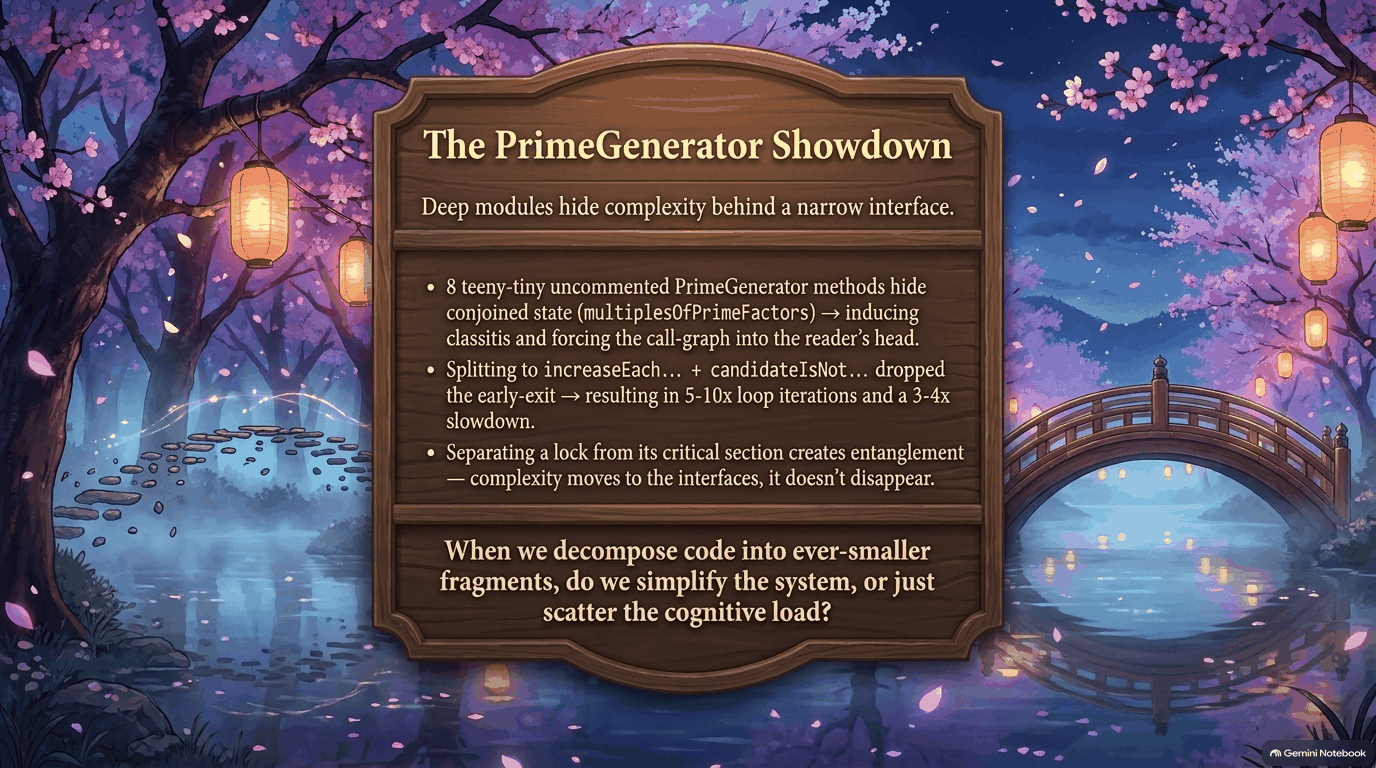 The PrimeGenerator Showdown
Deep modules hide complexity behind a narrow interface.
• 8 teeny-tiny uncommented PrimeGenerator methods hide
conjoined state (multiplesOfPrimeFactors) → inducing
classitis and forcing the call-graph into the reader’s head.
• Splitting to increaseEach… + candidateIsNot… dropped
the early-exit → resulting in 5-10x loop iterations and a 3-4x
slowdown.
• Separating a lock from its critical section creates entanglement
— complexity moves to the interfaces, it doesn’t disappear.
When we decompose code into ever-smaller
fragments, do we simplify the system, or just
scatter the cognitive load?
Gemini Notebook